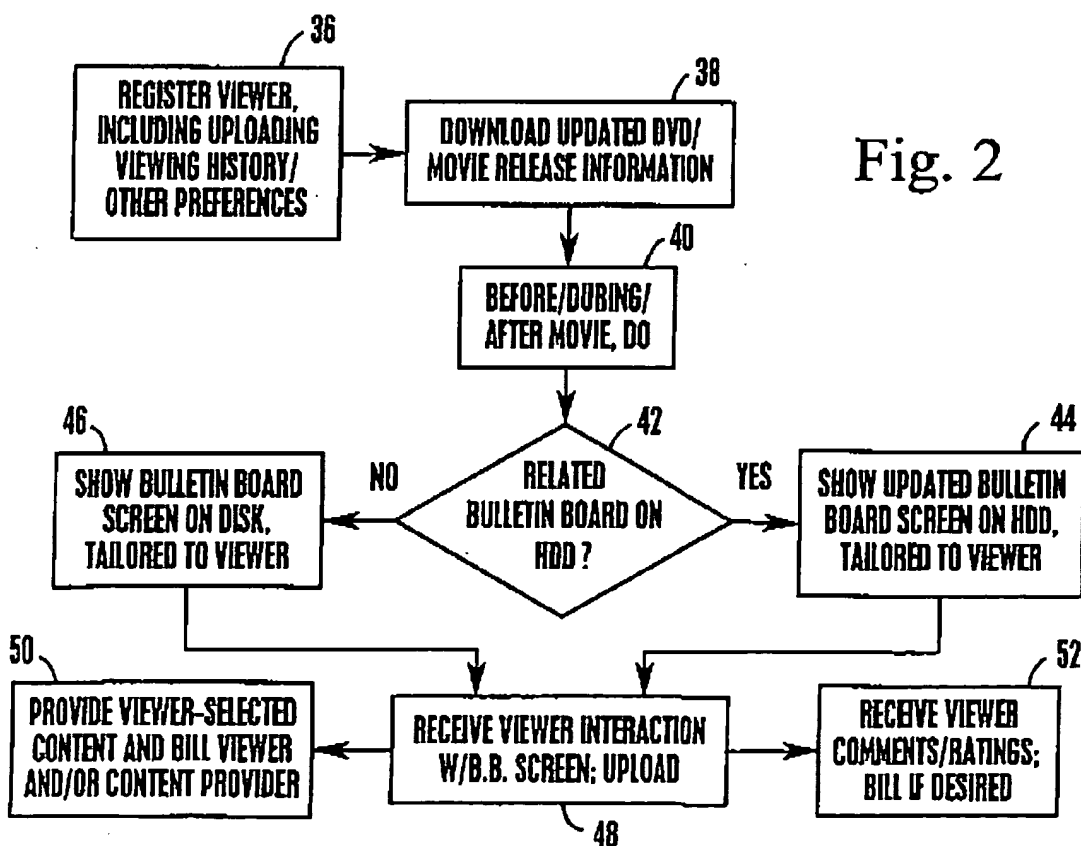 36
REGISTER VIEWER,
INCLUDING UPLOADING
VIEWING HISTORY/
OTHER PREFERENCES
38
DOWNLOAD UPDATED DVD/
MOVIE RELEASE INFORMATION
Fig. 2
40
BEFORE/DURING/
AFTER MOVIE, DO
42
RELATED
BULLETIN BOARD ON
HDD ?
NO
YES
46
SHOW BULLETIN BOARD
SCREEN ON DISK,
TAILORED TO VIEWER
44
SHOW UPDATED BULLETIN
BOARD SCREEN ON HDD,
TAILORED TO VIEWER
50
PROVIDE VIEWER-SELECTED
CONTENT AND BILL VIEWER
AND/OR CONTENT PROVIDER
RECEIVE VIEWER INTERACTION
W/B.B. SCREEN; UPLOAD
48
52
RECEIVE VIEWER
COMMENTS/RATINGS;
BILL IF DESIRED